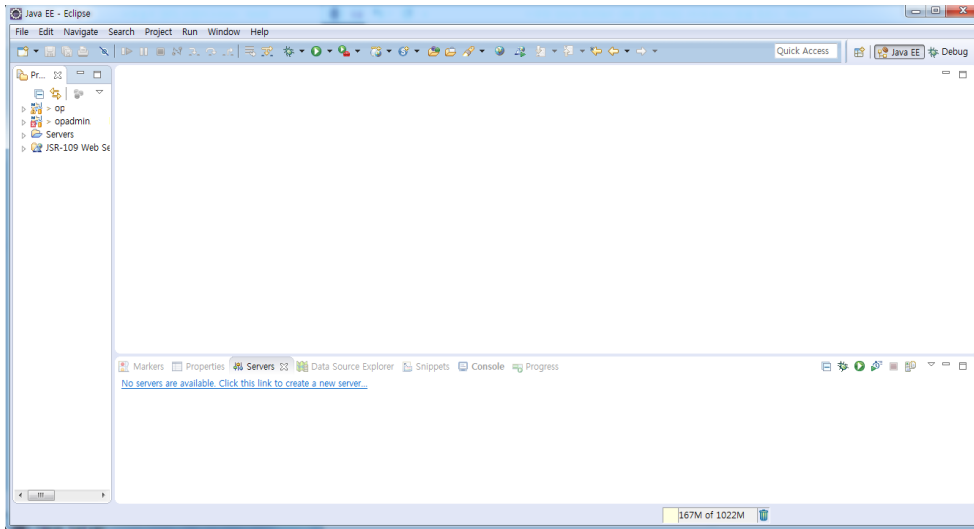 Java EE - Eclipse
File Edit Navigate Search Project Run Window Help
Quick Access Java EE Debug
Pr...
> op
> opadmin
Servers
JSR-109 Web Se
Markers Properties Servers Data Source Explorer Snippets Console Progress
No servers are available. Click this link to create a new server...
167M of 1022M